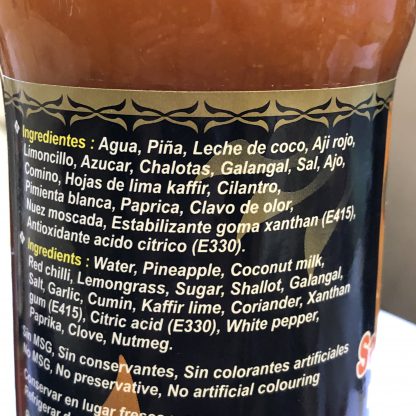 Ingredientes : Agua, Piña, Leche de coco, Aji rojo,
Limoncillo, Azucar, Chalotas, Galangal, Sal, Ajo,
Comino, Hojas de lima kaffir, Cilantro,
Pimienta blanca, Paprica, Clavo de olor,
Nuez moscada, Estabilizante goma xanthan (E415),
Antioxidante acido citrico (E330).
Ingredients : Water, Pineapple, Coconut milk,
Red chilli, Lemongrass, Sugar, Shallot, Galangal,
Salt, Garlic, Cumin, Kaffir lime, Coriander, Xanthan
gum (E415), Citric acid (E330), White pepper,
Paprika, Clove, Nutmeg.
Sin MSG, Sin conservantes, Sin colorantes artificiales
No MSG, No preservative, No artificial colouring
Conservar en lugar fresco
Refrigerar